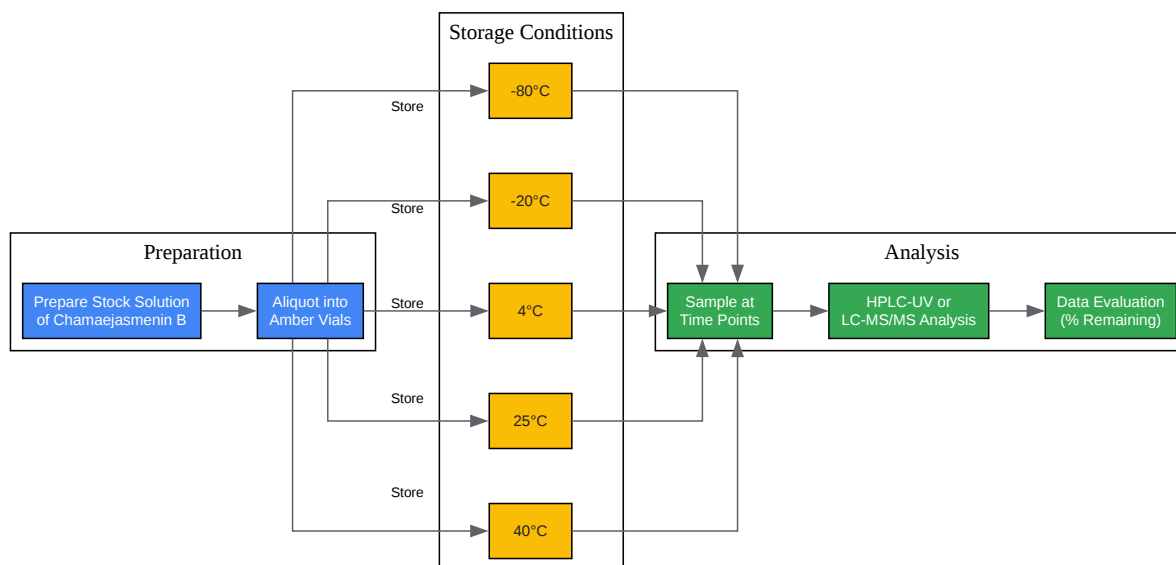 Storage Conditions
-80°C
Store
-20°C
Store
Preparation
Prepare Stock Solution
of Chamaejasmenin B
Aliquot into
Amber Vials
Store
4°C
Analysis
Sample at
Time Points
HPLC-UV or
LC-MS/MS Analysis
Data Evaluation
(% Remaining)
Store
25°C
Store
40°C